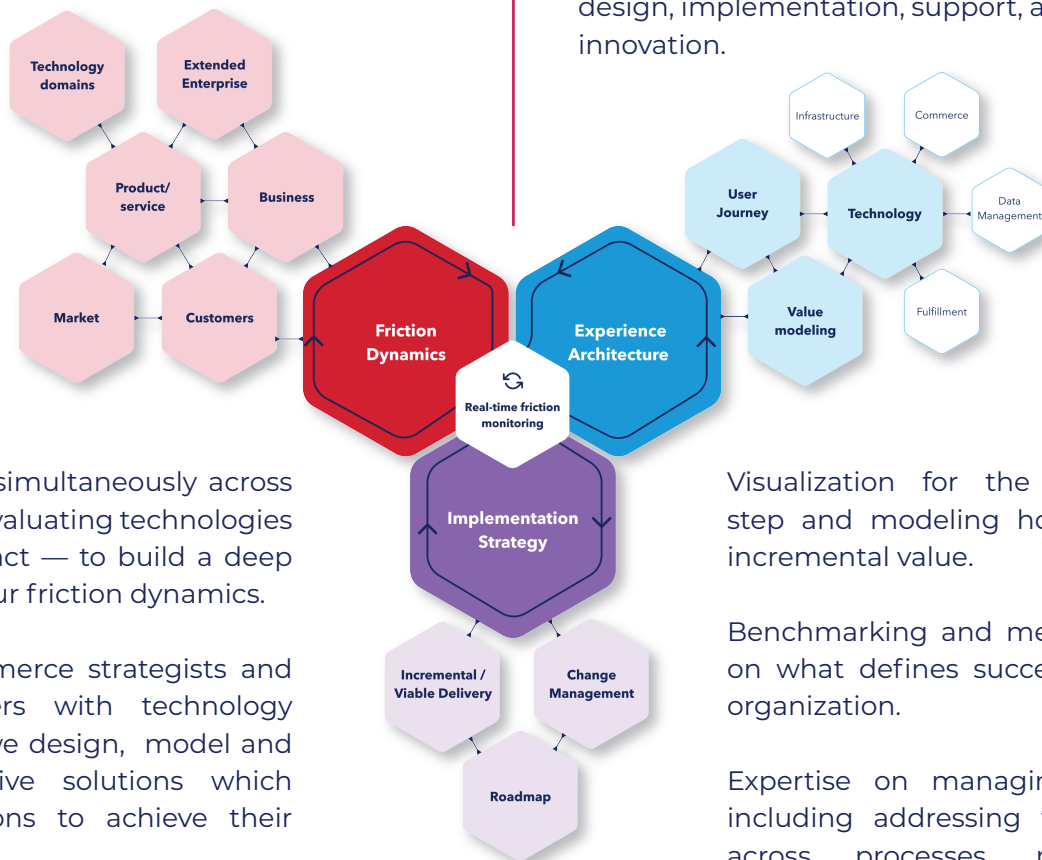 design, implementation, support, a
innovation.
Technology
domains
Extended
Enterprise
Product/
service
Business
Market
Customers
Friction
Dynamics
Experience
Architecture
Real-time friction
monitoring
Implementation
Strategy
User
Journey
Technology
Value
modeling
Infrastructure
Commerce
Data
Management
Fulfillment
Incremental /
Viable Delivery
Change
Management
Roadmap
simultaneously across
valuating technologies
act — to build a deep
ur friction dynamics.
merce strategists and
ers with technology
ve design, model and
ive solutions which
ons to achieve their
Visualization for the
step and modeling ho
incremental value.
Benchmarking and me
on what defines succe
organization.
Expertise on managin
including addressing
across processes